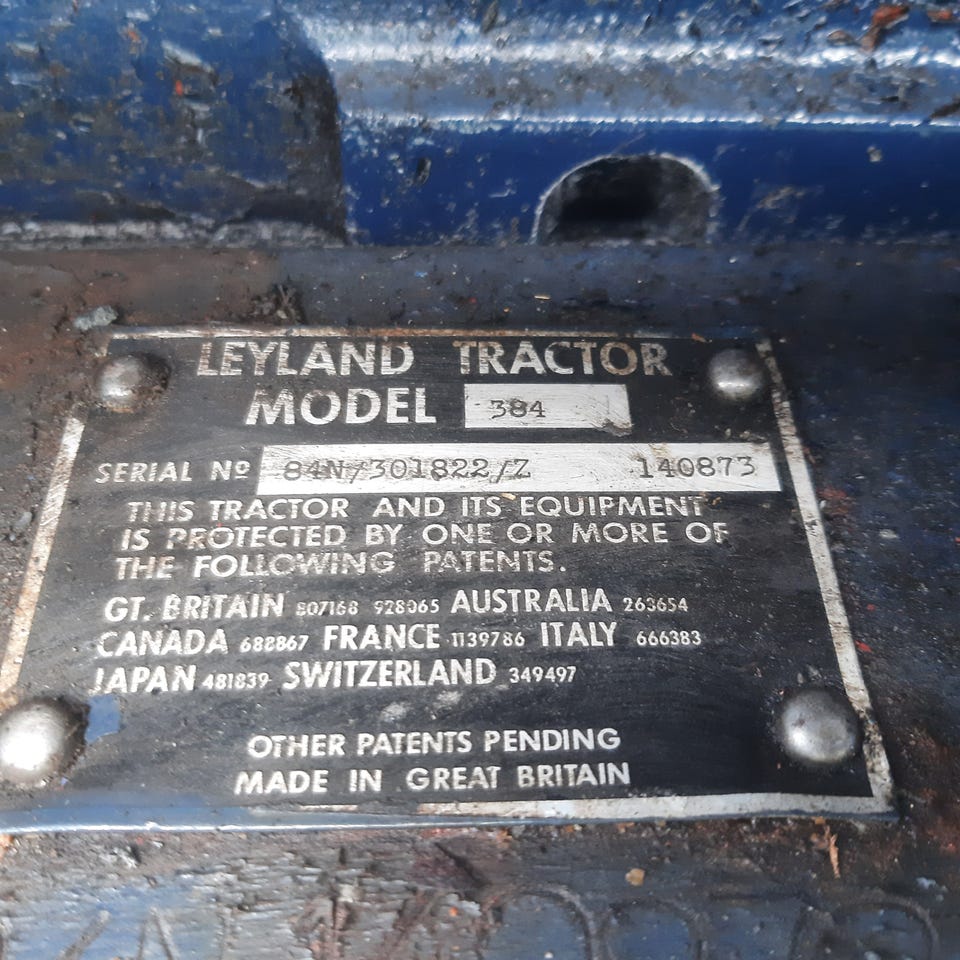 LEYLAND TRACTOR
MODEL 384
SERIAL Nº 84N/301822/Z 140873
THIS TRACTOR AND ITS EQUIPMENT
IS PROTECTED BY ONE OR MORE OF
THE FOLLOWING PATENTS.
GT. BRITAIN 807168 928065 AUSTRALIA 263654
CANADA 688867 FRANCE 1139786 ITALY 666383
JAPAN 481839 SWITZERLAND 349497
OTHER PATENTS PENDING
MADE IN GREAT BRITAIN